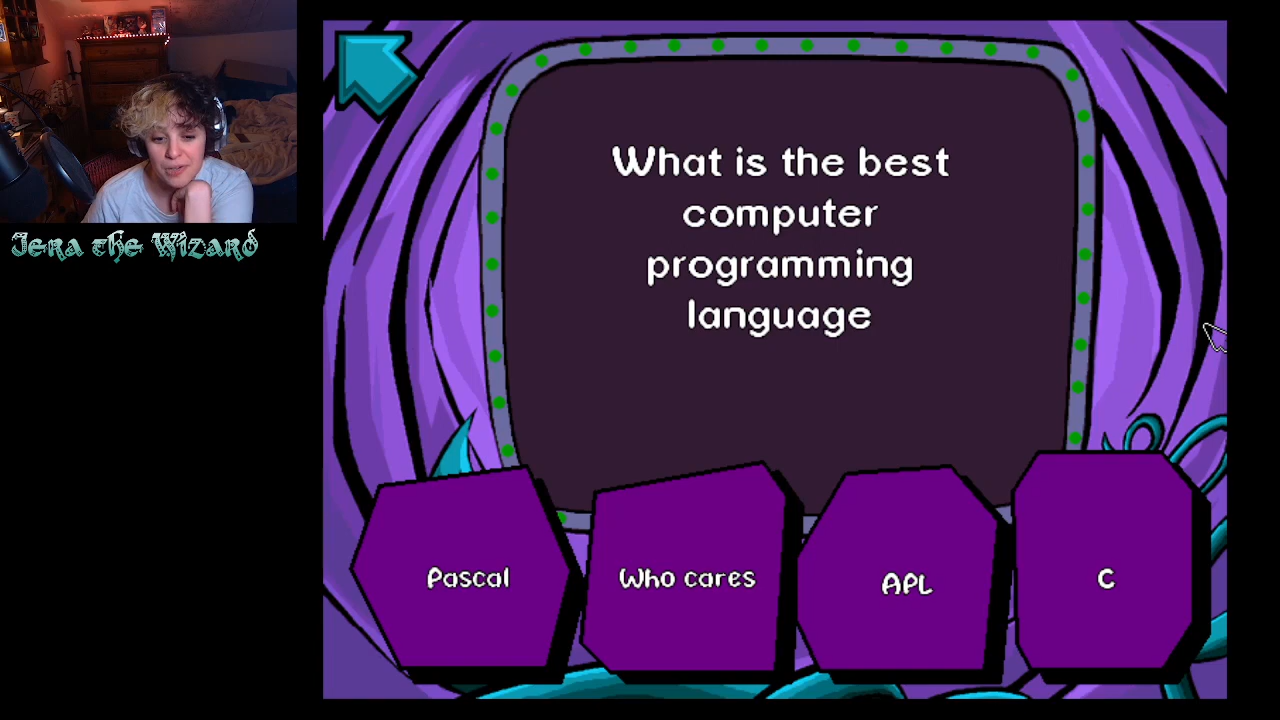 Jera the Wizard
What is the best
computer
programming
language
Pascal
Who cares
APL
C